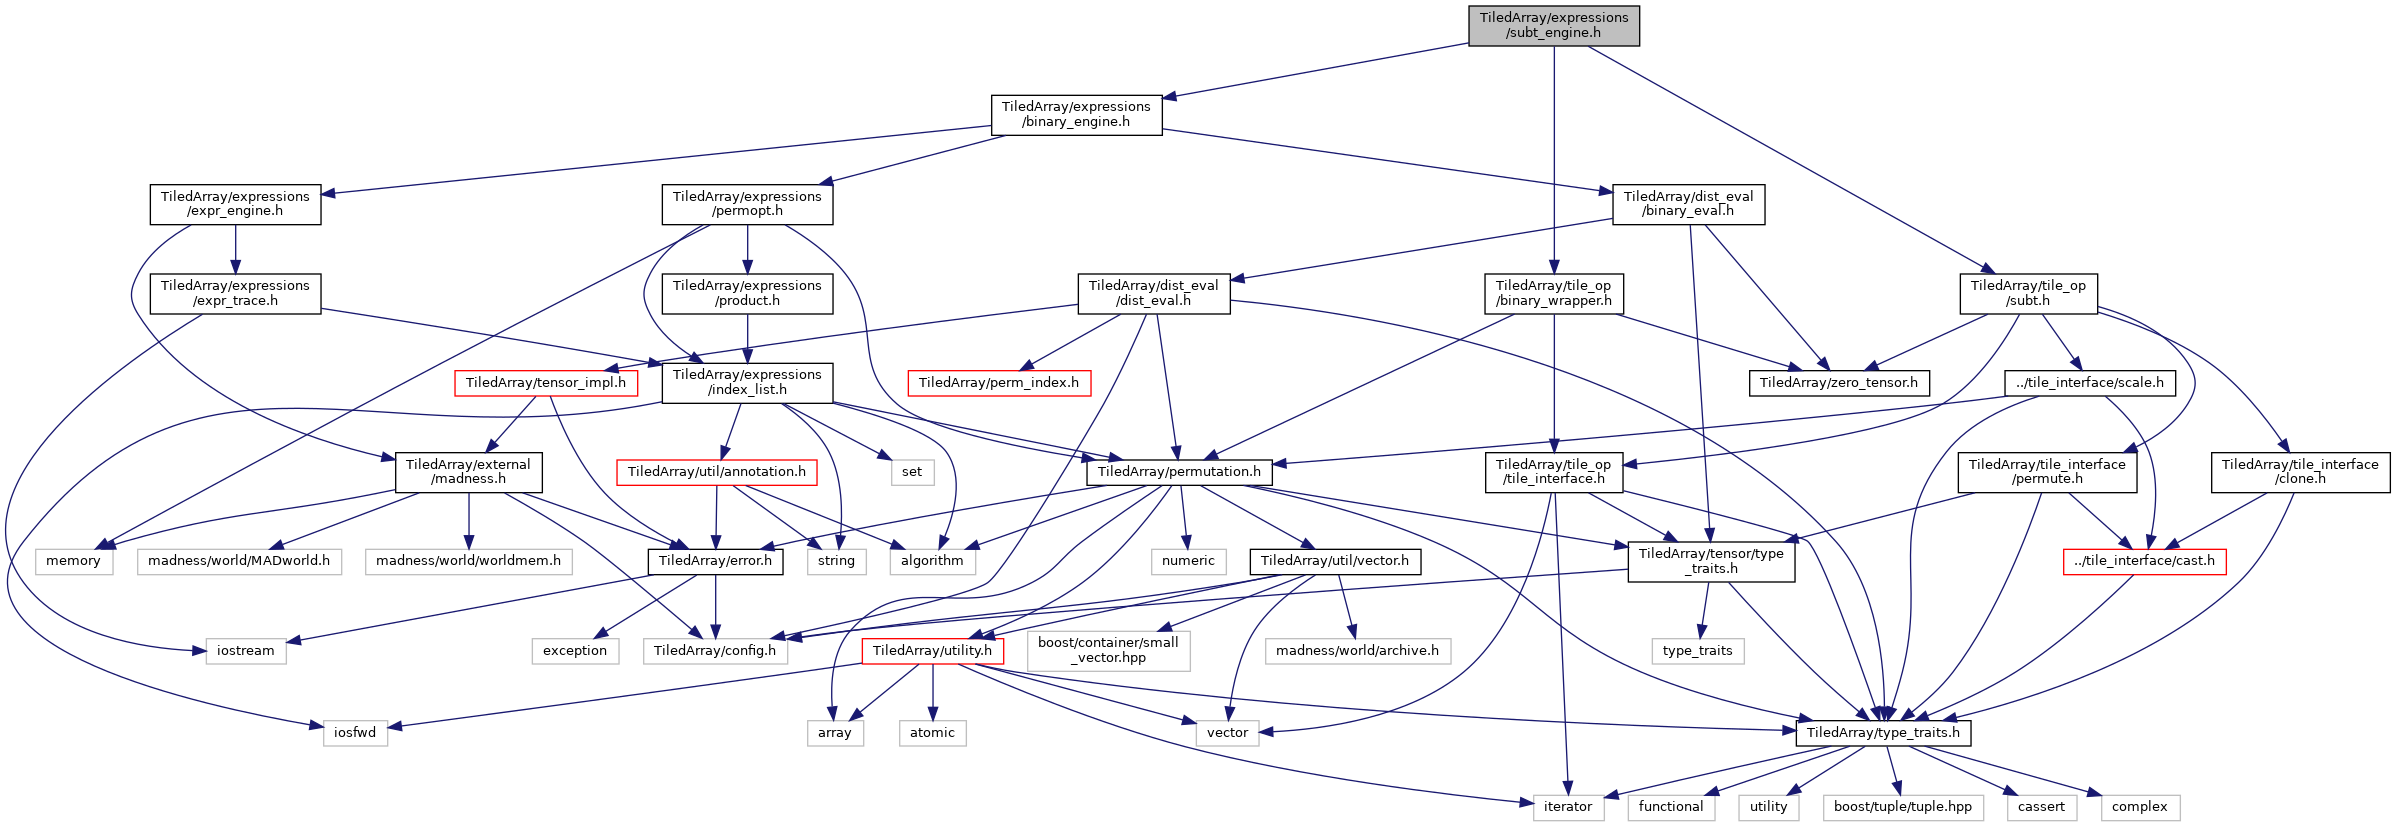 TiledArray/expressions
/subt_engine.h
TiledArray/expressions
/binary_engine.h
TiledArray/expressions
/expr_engine.h
TiledArray/expressions
/permopt.h
TiledArray/dist_eval
/binary_eval.h
TiledArray/expressions
/expr_trace.h
TiledArray/expressions
/product.h
TiledArray/dist_eval
/dist_eval.h
TiledArray/tile_op
/binary_wrapper.h
TiledArray/tile_op
/subt.h
TiledArray/tensor_impl.h
TiledArray/expressions
/index_list.h
TiledArray/perm_index.h
TiledArray/zero_tensor.h
../tile_interface/scale.h
TiledArray/external
/madness.h
TiledArray/util/annotation.h
set
TiledArray/permutation.h
TiledArray/tile_op
/tile_interface.h
TiledArray/tile_interface
/permute.h
TiledArray/tile_interface
/clone.h
memory
madness/world/MADworld.h
madness/world/worldmem.h
TiledArray/error.h
string
algorithm
numeric
TiledArray/util/vector.h
TiledArray/tensor/type
_traits.h
../tile_interface/cast.h
iostream
exception
TiledArray/config.h
TiledArray/utility.h
boost/container/small
_vector.hpp
madness/world/archive.h
type_traits
iosfwd
array
atomic
vector
TiledArray/type_traits.h
iterator
functional
utility
boost/tuple/tuple.hpp
cassert
complex